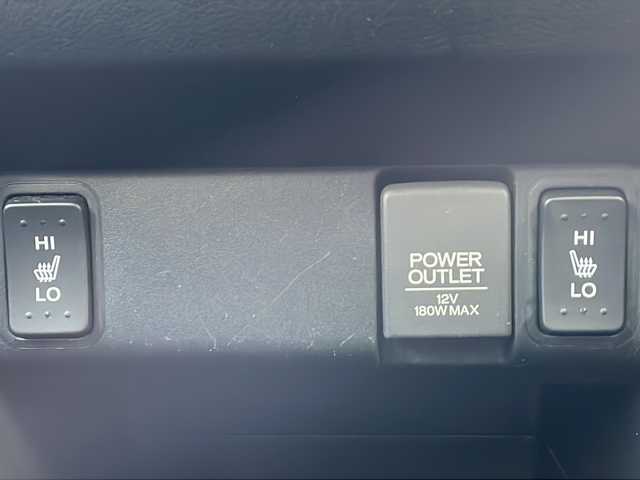 HI
LO
POWER
OUTLET
12V
180W MAX
HI
LO